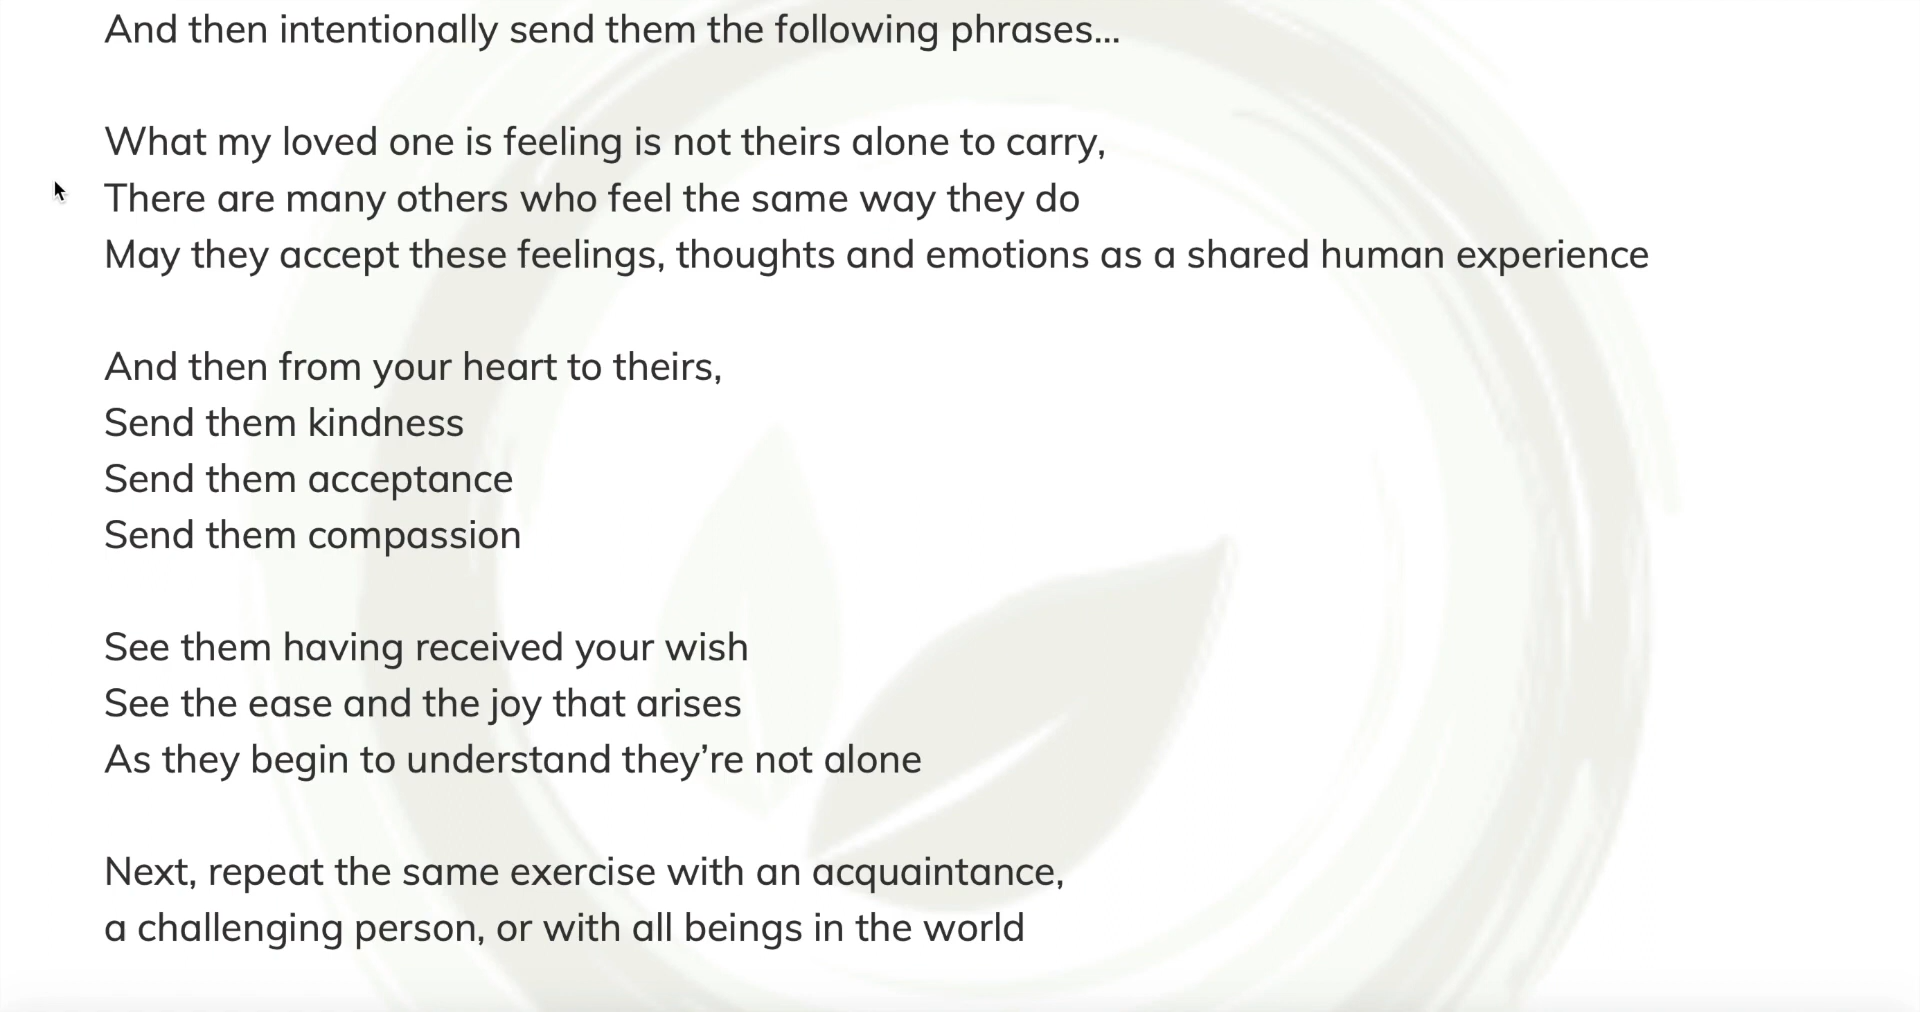 And then intentionally send them the following phrases...
What my loved one is feeling is not theirs alone to carry,
There are many others who feel the same way they do
May they accept these feelings, thoughts and emotions as a shared human experience
And then from your heart to theirs,
Send them kindness
Send them acceptance
Send them compassion
See them having received your wish
See the ease and the joy that arises
As they begin to understand they’re not alone
Next, repeat the same exercise with an acquaintance,
a challenging person, or with all beings in the world